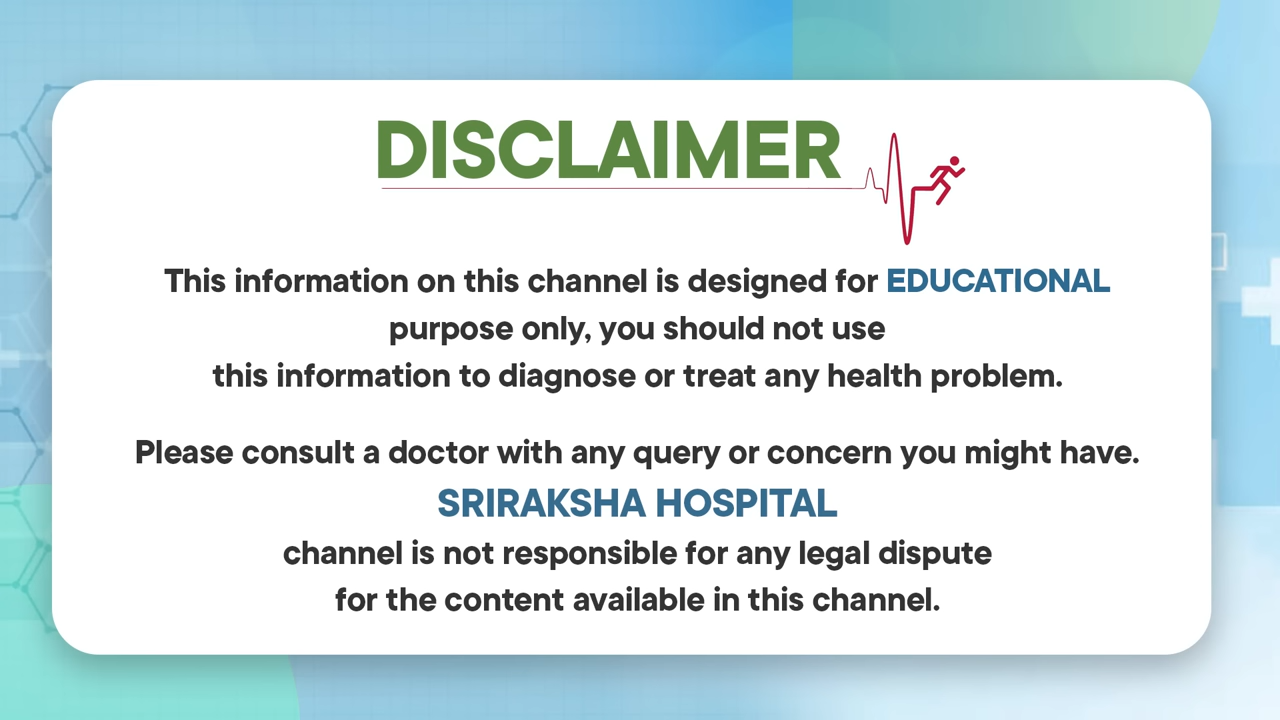 DISCLAIMER
This information on this channel is designed for EDUCATIONAL
purpose only, you should not use
this information to diagnose or treat any health problem.
Please consult a doctor with any query or concern you might have.
SRIRAKSHA HOSPITAL
channel is not responsible for any legal dispute
for the content available in this channel.